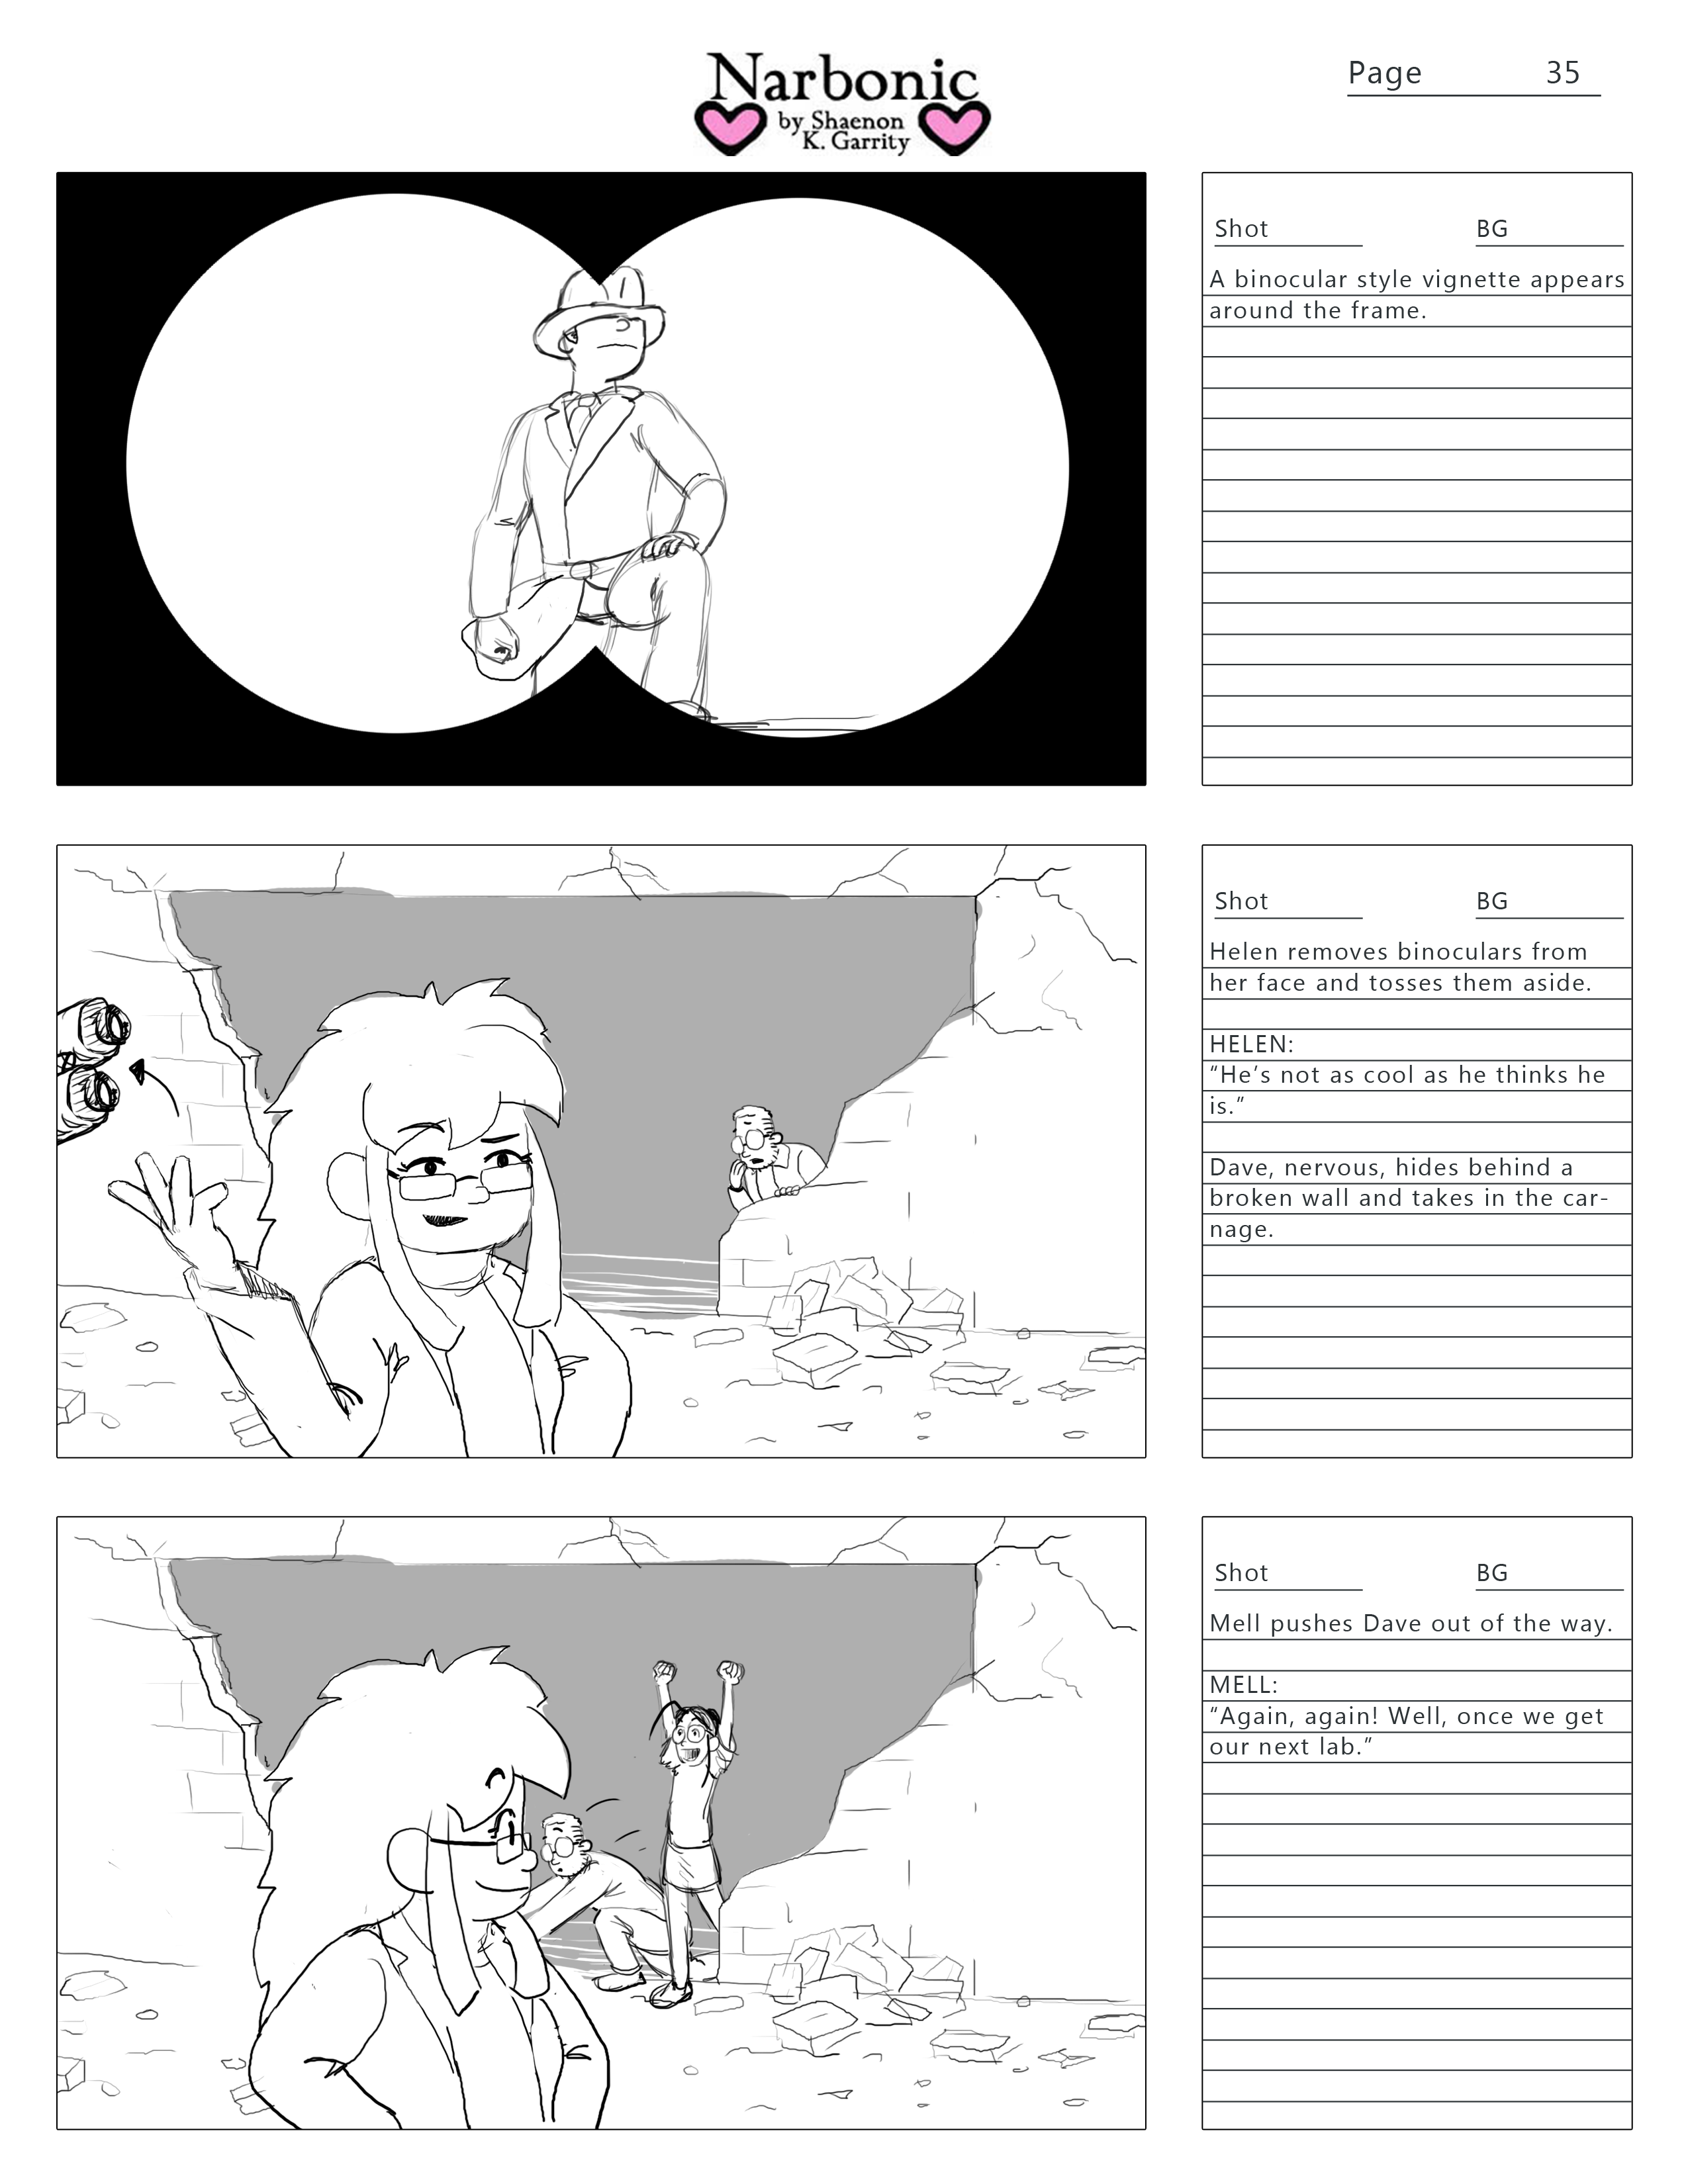 Narbonic
by Shaenon
K. Garrity
Page 35
Shot BG
A binocular style vignette appears
around the frame.
Shot BG
Helen removes binoculars from
her face and tosses them aside.
HELEN:
“He’s not as cool as he thinks he
is.”
Dave, nervous, hides behind a
broken wall and takes in the car-
nage.
Shot BG
Mell pushes Dave out of the way.
MELL:
“Again, again! Well, once we get
our next lab.”